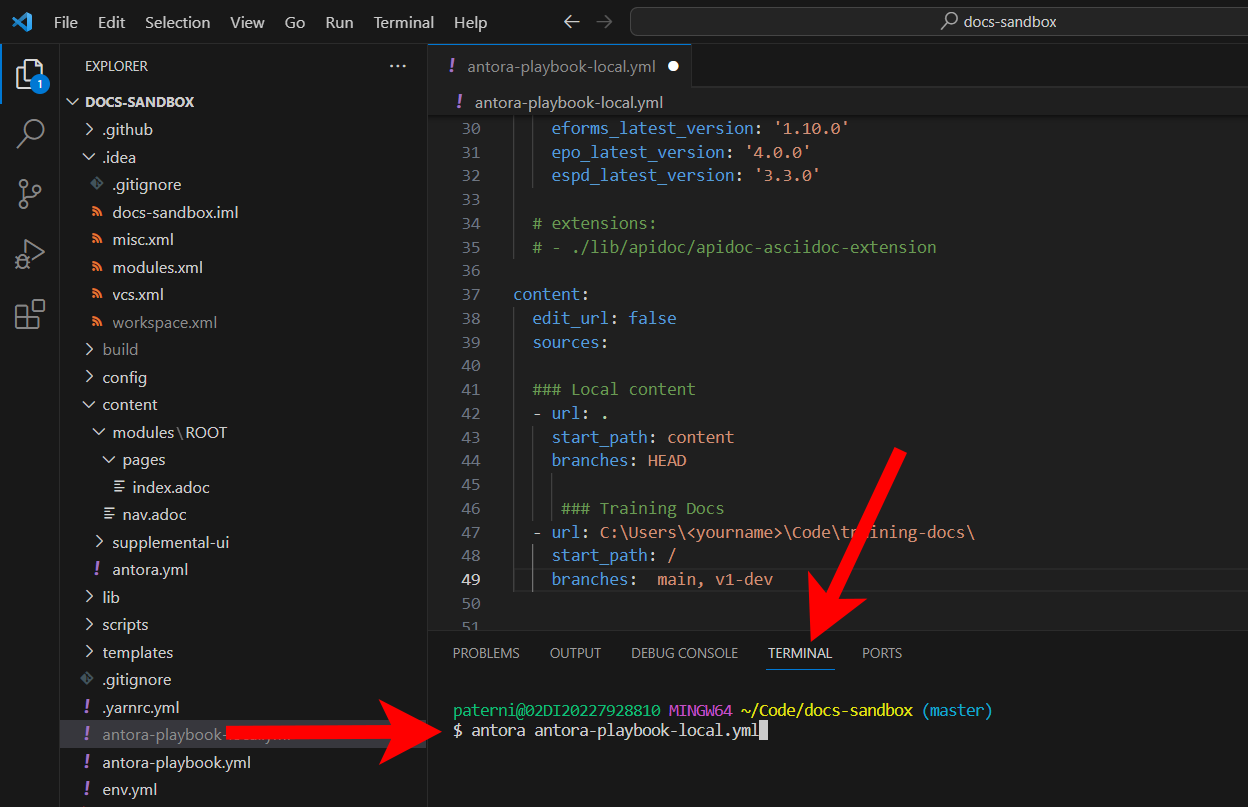 File Edit Selection View Go Run Terminal Help
docs-sandbox
1
EXPLORER
DOCS-SANDBOX
.github
.idea
.gitignore
docs-sandbox.iml
misc.xml
modules.xml
vcs.xml
workspace.xml
build
config
content
modules\ROOT
pages
index.adoc
nav.adoc
supplemental-ui
antora.yml
lib
scripts
templates
.gitignore
.yarnrc.yml
antora-playbook-local.yml
antora-playbook.yml
env.yml
! antora-playbook-local.yml
! antora-playbook-local.yml
30 eforms_latest_version: '1.10.0'
31 epo_latest_version: '4.0.0'
32 espd_latest_version: '3.3.0'
33
34 # extensions:
35 # - ./lib/apidoc/apidoc-asciidoc-extension
36
37 content:
38 edit_url: false
39 sources:
40
41 ### Local content
42 - url: .
43 start_path: content
44 branches: HEAD
45
46 ### Training Docs
47 - url: C:\Users\<yourname>\Code\training-docs\
48 start_path: /
49 branches:  main, v1-dev
50
51
PROBLEMS OUTPUT DEBUG CONSOLE TERMINAL PORTS
paterni@02DI20227928810 MINGW64 ~/Code/docs-sandbox (master)
$ antora antora-playbook-local.yml